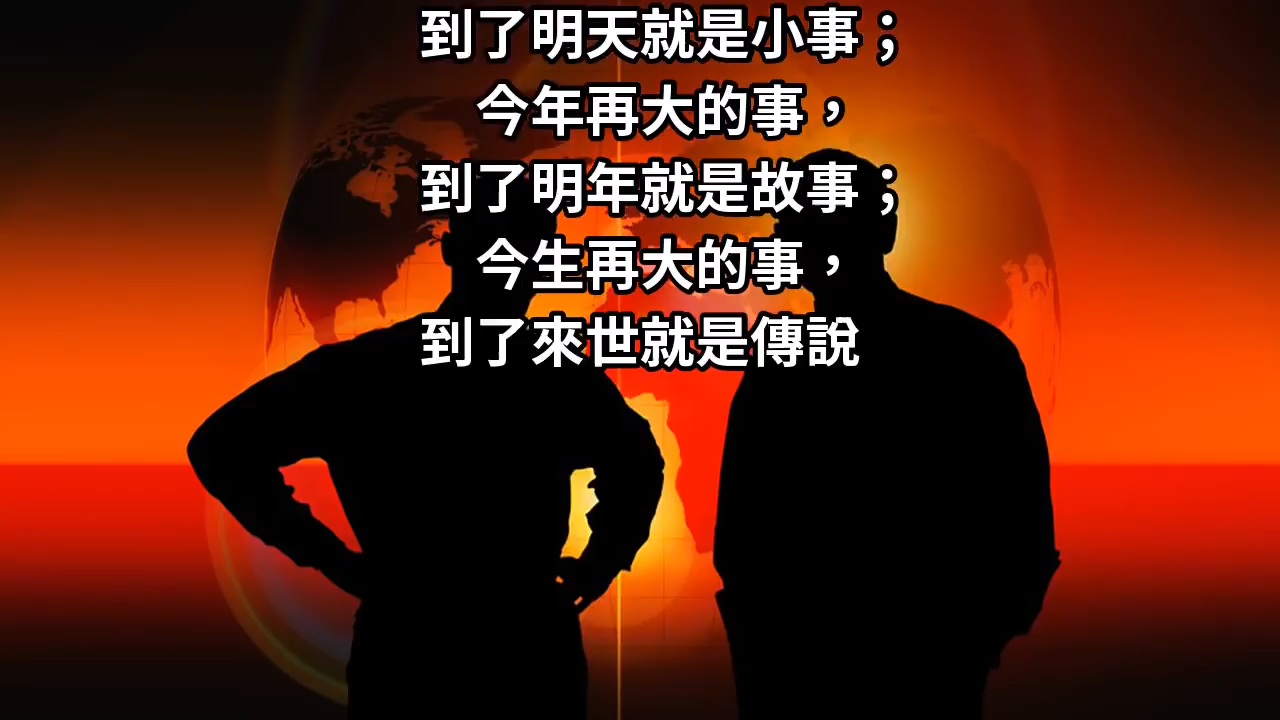 到了明天就是小事；
今年再大的事，
到了明年就是故事；
今生再大的事，
到了來世就是傳說